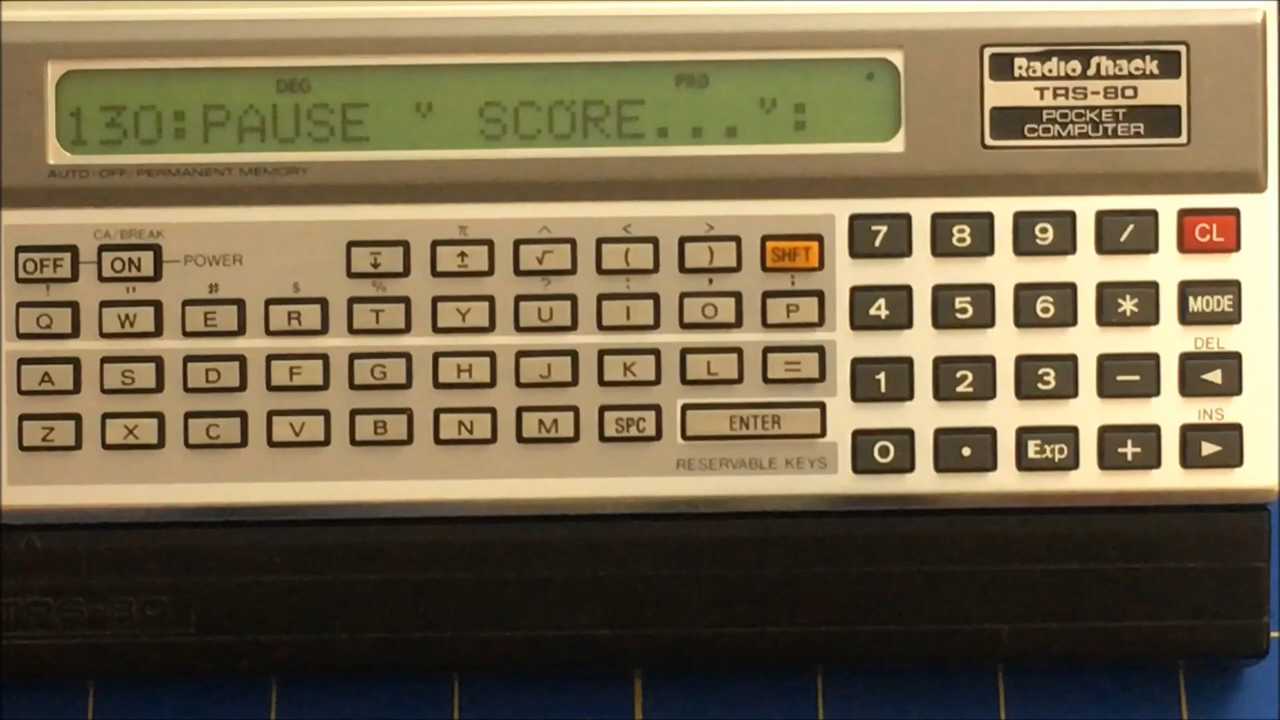 DEG PRO
130:PAUSE " SCORE...":
Radio Shack
TRS-80
POCKET
COMPUTER
AUTO-OFF/PERMANENT MEMORY
CA/BREAK π ^ < >
OFF ON POWER ↓ ↑ √ ( ) SHFT 7 8 9 / CL
! " # $ % ? : , ;
Q W E R T Y U I O P 4 5 6 * MODE
DEL
A S D F G H J K L = 1 2 3 − ◄
INS
Z X C V B N M SPC ENTER 0 • Exp + ►
RESERVABLE KEYS
TRS-80